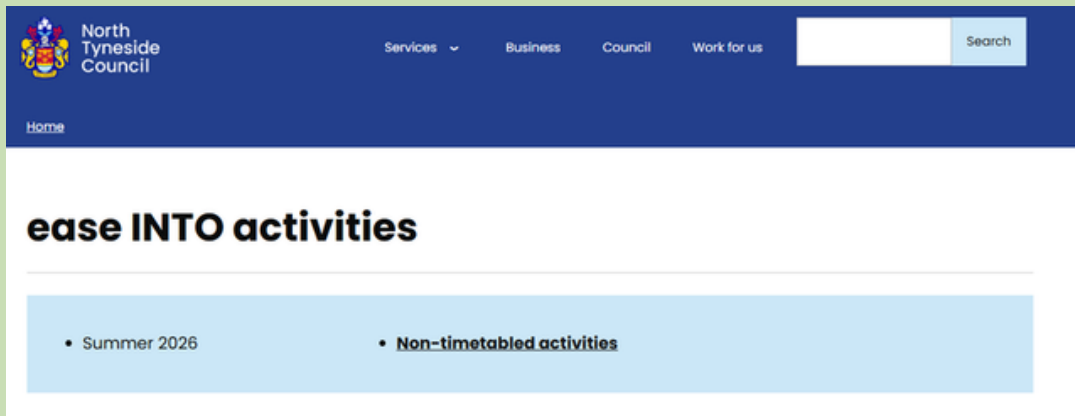 North
Tyneside
Council
Services Business Council Work for us Search
Home
ease INTO activities
• Summer 2026 • Non-timetabled activities